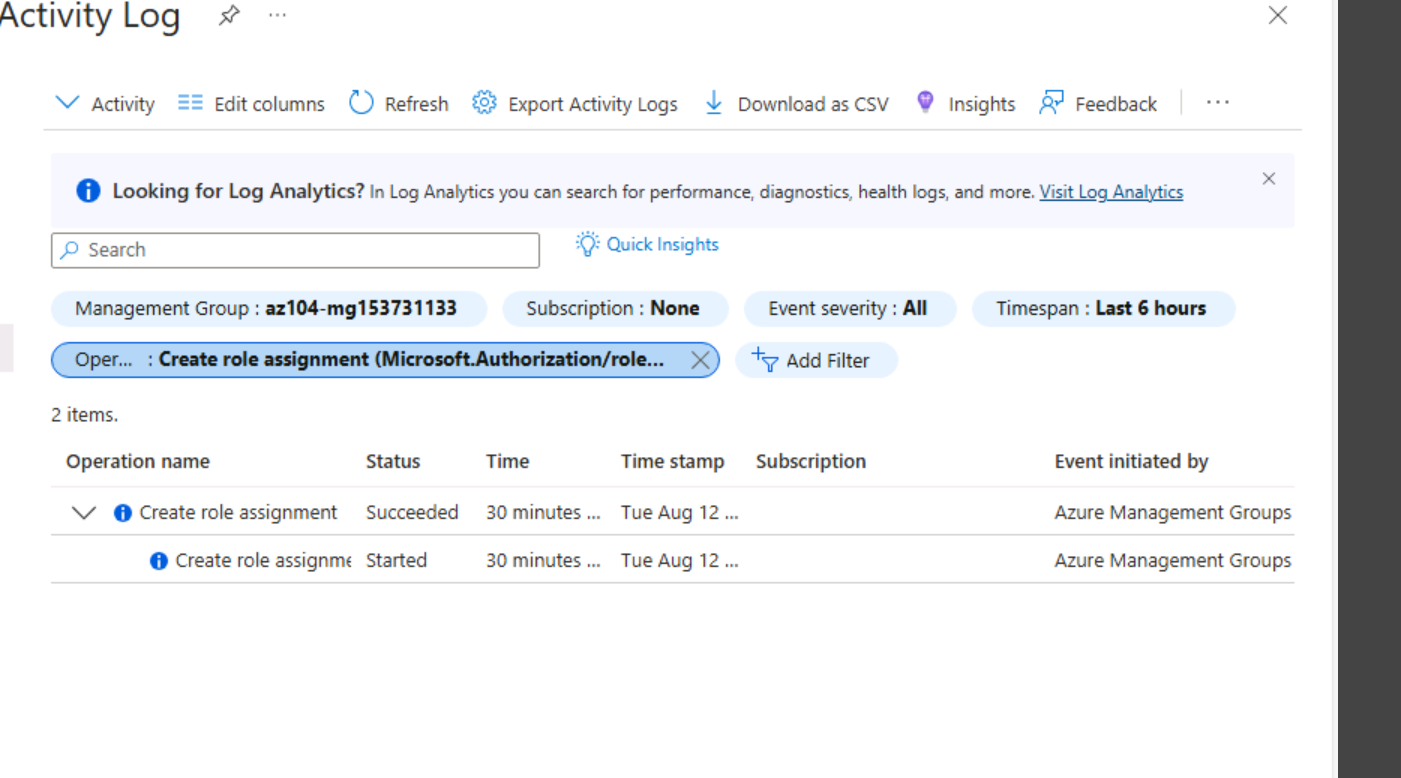 Activity Log ...
Activity Edit columns Refresh Export Activity Logs Download as CSV Insights Feedback ...
Looking for Log Analytics? In Log Analytics you can search for performance, diagnostics, health logs, and more. Visit Log Analytics
Search Quick Insights
Management Group : az104-mg153731133 Subscription : None Event severity : All Timespan : Last 6 hours
Oper... : Create role assignment (Microsoft.Authorization/role... Add Filter
2 items.
Operation name Status Time Time stamp Subscription Event initiated by
Create role assignment Succeeded 30 minutes ... Tue Aug 12 ... Azure Management Groups
Create role assignme Started 30 minutes ... Tue Aug 12 ... Azure Management Groups